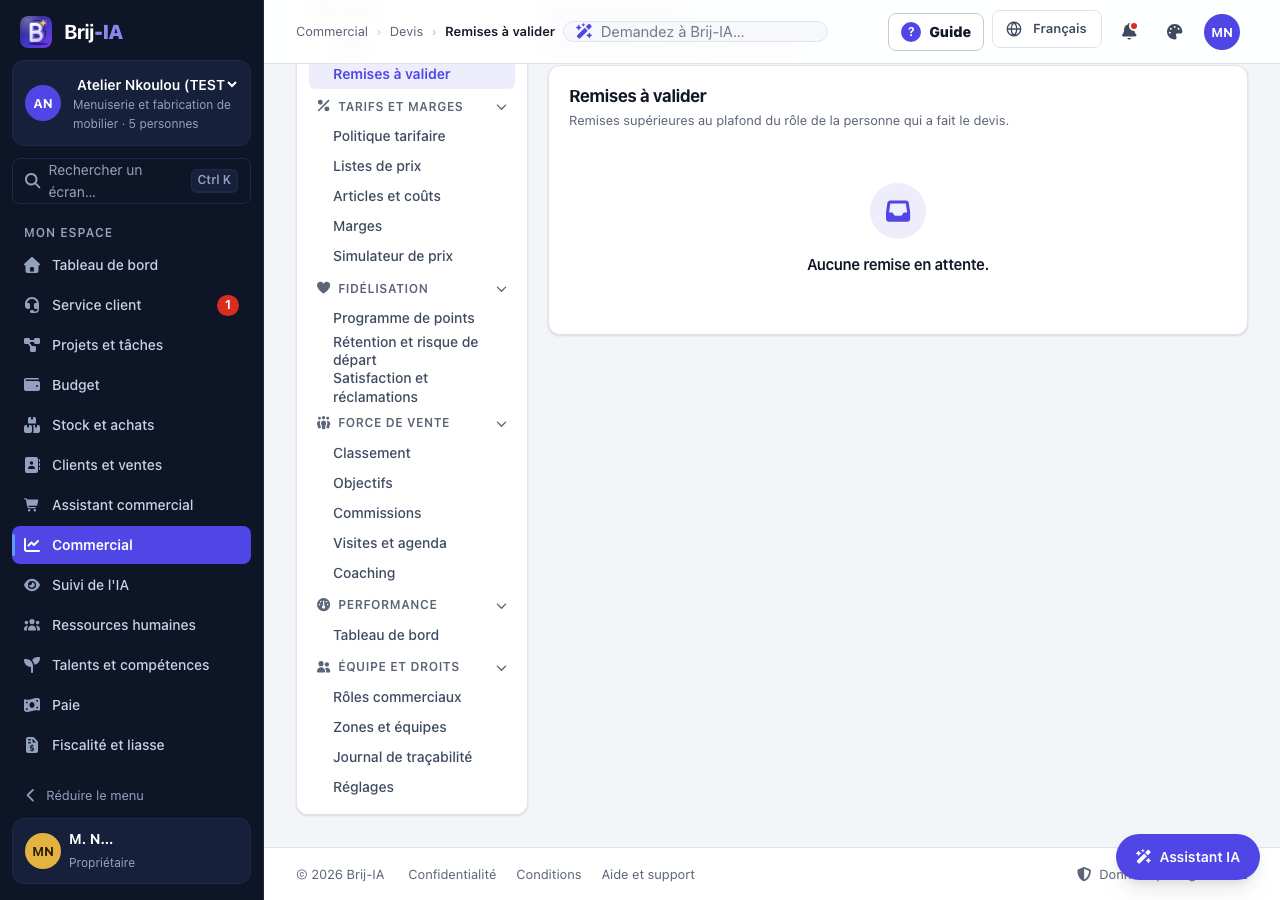 Brij-IA
AN
Atelier Nkoulou (TEST
Menuiserie et fabrication de
mobilier · 5 personnes
Rechercher un
écran...
Ctrl K
MON ESPACE
Tableau de bord
Service client
1
Projets et tâches
Budget
Stock et achats
Clients et ventes
Assistant commercial
Commercial
Suivi de l'IA
Ressources humaines
Talents et compétences
Paie
Fiscalité et liasse
Réduire le menu
MN
M. N...
Propriétaire
Commercial › Devis › Remises à valider
Demandez à Brij-IA...
? Guide
Français
MN
Remises à valider
TARIFS ET MARGES
Politique tarifaire
Listes de prix
Articles et coûts
Marges
Simulateur de prix
FIDÉLISATION
Programme de points
Rétention et risque de
départ
Satisfaction et
réclamations
FORCE DE VENTE
Classement
Objectifs
Commissions
Visites et agenda
Coaching
PERFORMANCE
Tableau de bord
ÉQUIPE ET DROITS
Rôles commerciaux
Zones et équipes
Journal de traçabilité
Réglages
Remises à valider
Remises supérieures au plafond du rôle de la personne qui a fait le devis.
Aucune remise en attente.
© 2026 Brij-IA
Confidentialité
Conditions
Aide et support
Assistant IA